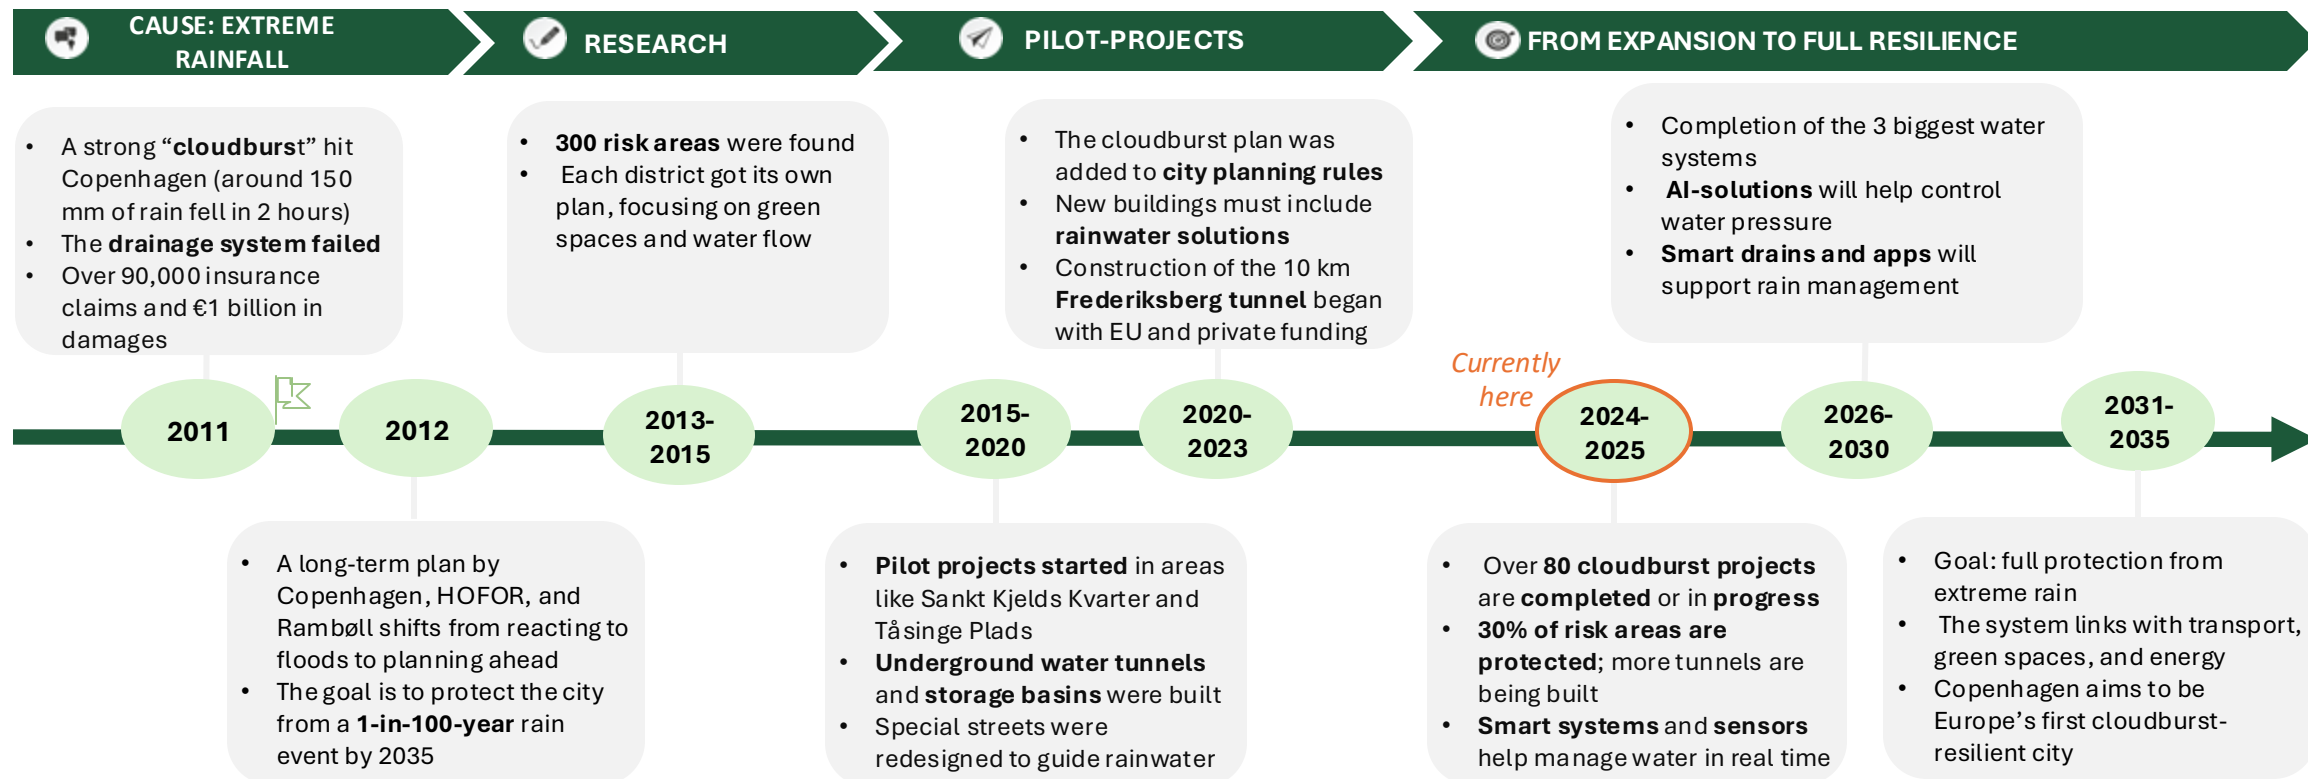 CAUSE: EXTREME
RAINFALL
RESEARCH
PILOT-PROJECTS
FROM EXPANSION TO FULL RESILIENCE
• A strong “cloudburst” hit
Copenhagen (around 150
mm of rain fell in 2 hours)
• The drainage system failed
• Over 90,000 insurance
claims and €1 billion in
damages
• 300 risk areas were found
• Each district got its own
plan, focusing on green
spaces and water flow
• The cloudburst plan was
added to city planning rules
• New buildings must include
rainwater solutions
• Construction of the 10 km
Frederiksberg tunnel began
with EU and private funding
• Completion of the 3 biggest water
systems
• AI-solutions will help control
water pressure
• Smart drains and apps will
support rain management
Currently
here
2011
2012
2013-
2015
2015-
2020
2020-
2023
2024-
2025
2026-
2030
2031-
2035
• A long-term plan by
Copenhagen, HOFOR, and
Rambøll shifts from reacting to
floods to planning ahead
• The goal is to protect the city
from a 1-in-100-year rain
event by 2035
• Pilot projects started in areas
like Sankt Kjelds Kvarter and
Tåsinge Plads
• Underground water tunnels
and storage basins were built
• Special streets were
redesigned to guide rainwater
• Over 80 cloudburst projects
are completed or in progress
• 30% of risk areas are
protected; more tunnels are
being built
• Smart systems and sensors
help manage water in real time
• Goal: full protection from
extreme rain
• The system links with transport,
green spaces, and energy
• Copenhagen aims to be
Europe’s first cloudburst-
resilient city